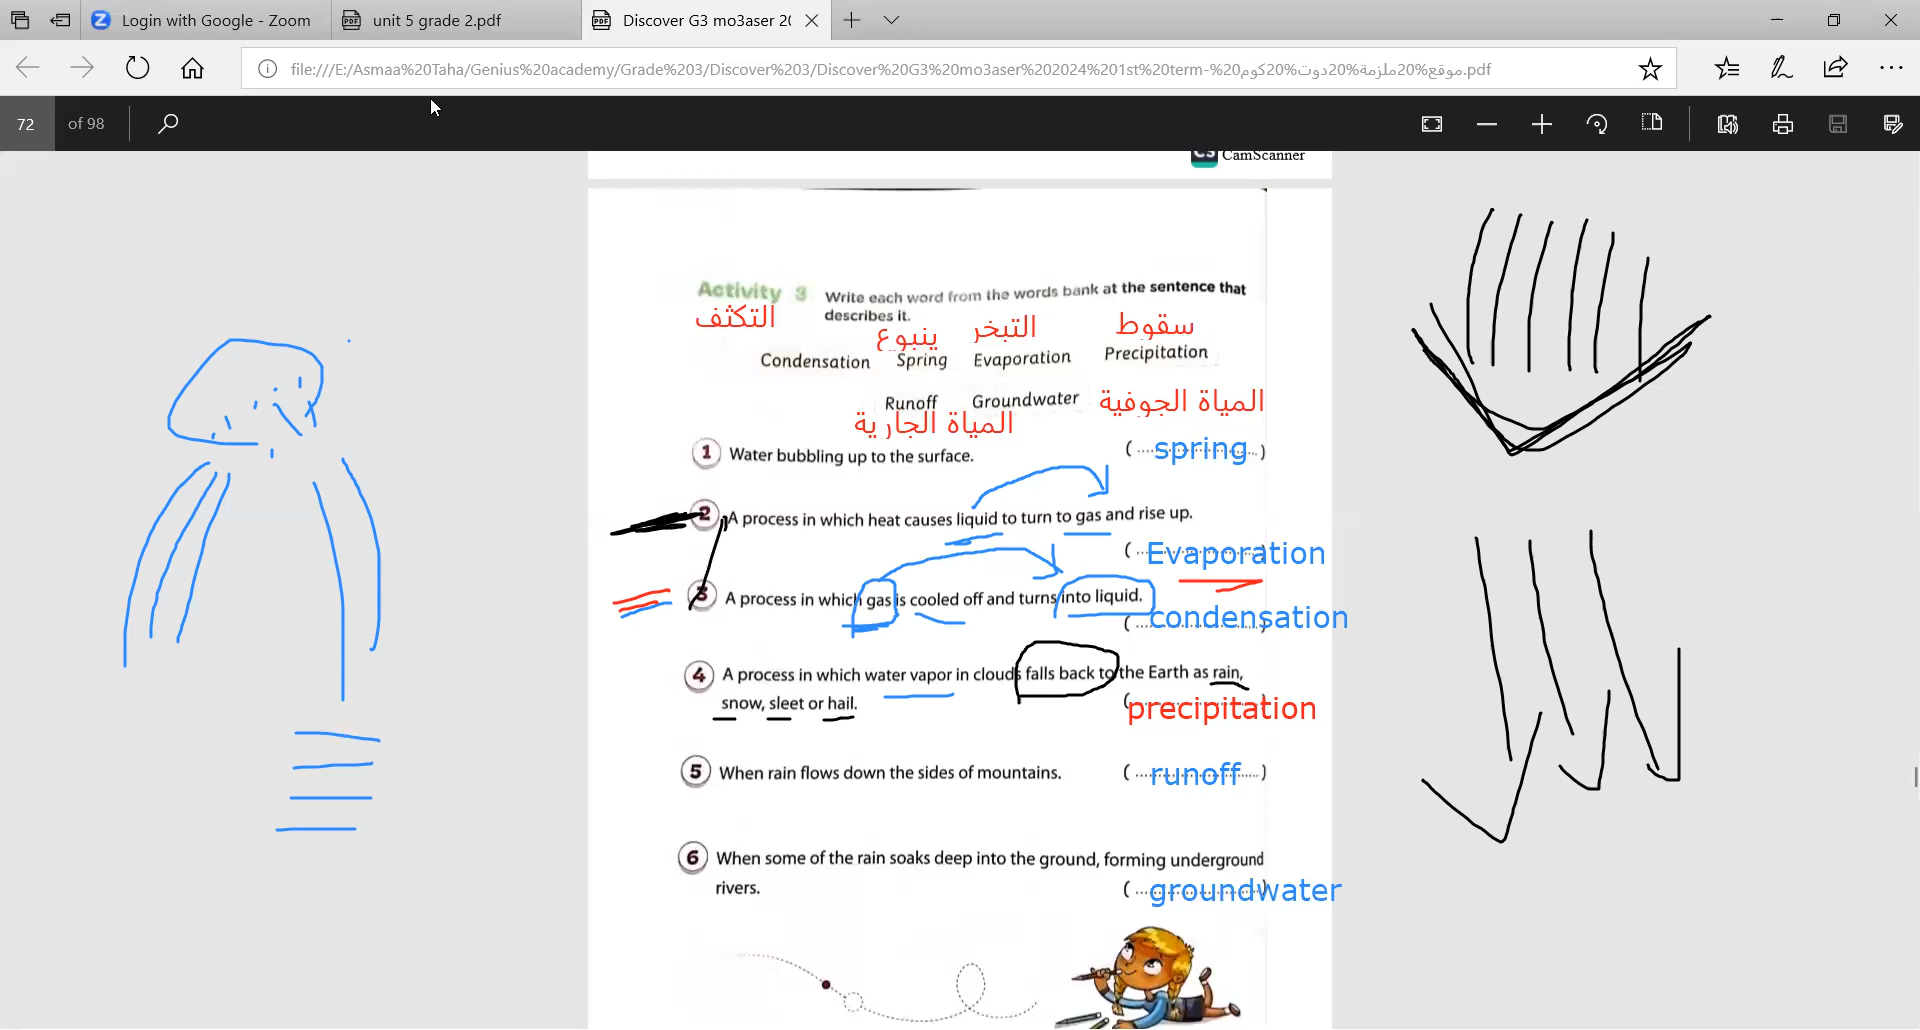 Login with Google - Zoom
unit 5 grade 2.pdf
Discover G3 mo3aser 20
file:///E:/Asmaa%20Taha/Genius%20academy/Grade%203/Discover%203/Discover%20G3%20mo3aser%202024%201st%20term-%20موقع%20ملزمة%20دوت%20كوم.pdf
72 of 98
CS CamScanner
Activity 3 Write each word from the words bank at the sentence that
describes it.
التكثف
ينبوع
التبخر
سقوط
Condensation Spring Evaporation Precipitation
Runoff Groundwater
المياة الجوفية
المياة الجارية
1 Water bubbling up to the surface. (spring)
2 A process in which heat causes liquid to turn to gas and rise up.
(Evaporation)
3 A process in which gas is cooled off and turns into liquid.
(condensation)
4 A process in which water vapor in clouds falls back to the Earth as rain,
snow, sleet or hail. (precipitation)
5 When rain flows down the sides of mountains. (runoff)
6 When some of the rain soaks deep into the ground, forming underground
rivers. (groundwater)